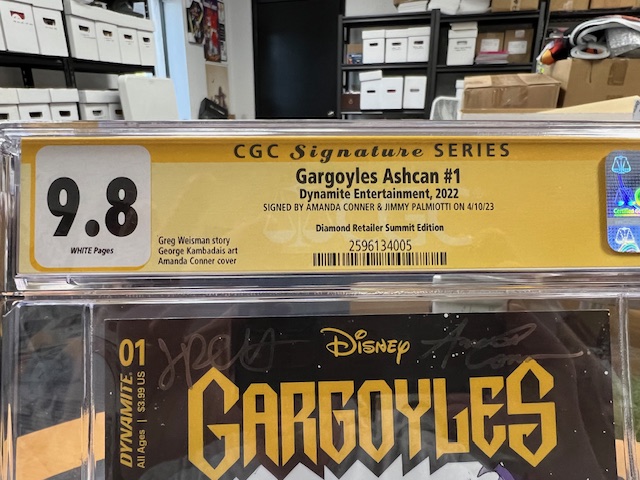 CGC Signature SERIES
9.8
WHITE Pages
Gargoyles Ashcan #1
Dynamite Entertainment, 2022
SIGNED BY AMANDA CONNER & JIMMY PALMIOTTI ON 4/10/23
Diamond Retailer Summit Edition
Greg Weisman story
George Kambadais art
Amanda Conner cover
2596134005
01
DYNAMITE.
All Ages | $3.99 US
Disney
GARGOYLES